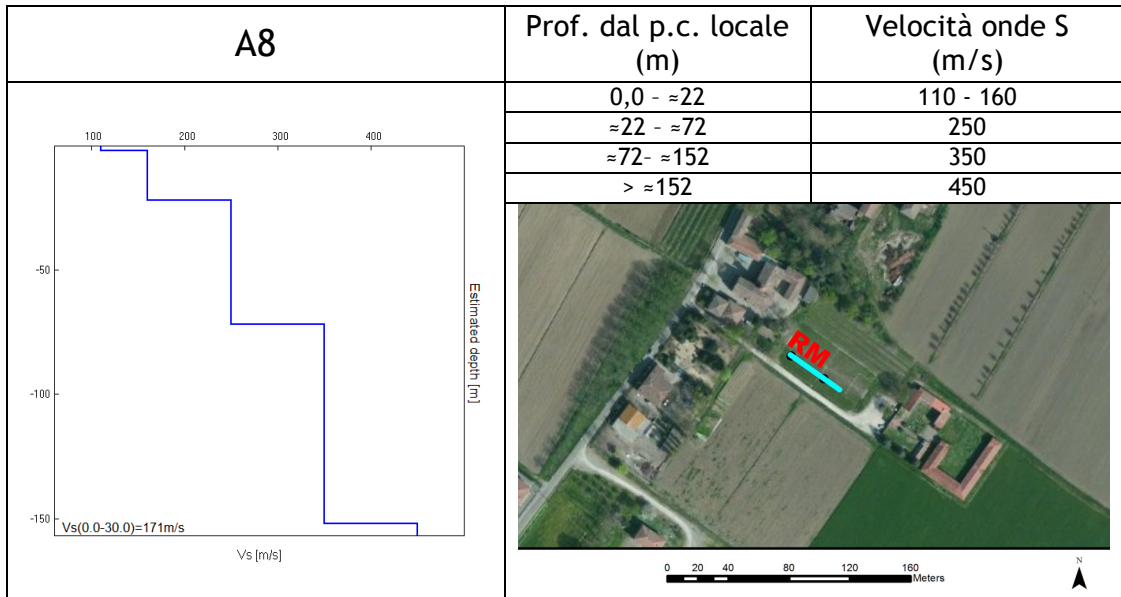 A8
Prof. dal p.c. locale
(m)
Velocità onde S
(m/s)
0,0 – ≈22
110 - 160
≈22 – ≈72
250
≈72– ≈152
350
> ≈152
450
100 200 300 400
-50
-100
-150
Estimated depth [m]
Vs(0.0-30.0)=171m/s
Vs [m/s]
RM
0 20 40 80 120 160
Meters
N